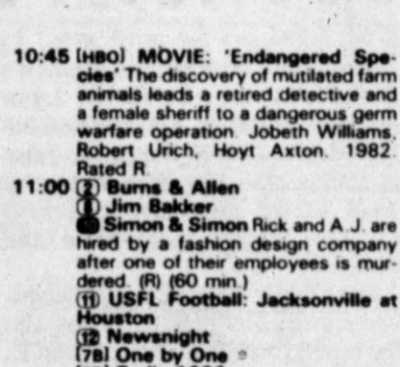 10:45 [HBO] MOVIE: 'Endangered Spe-
cies' The discovery of mutilated farm
animals leads a retired detective and
a female sheriff to a dangerous germ
warfare operation. Jobeth Williams,
Robert Urich, Hoyt Axton. 1982.
Rated R.
11:00 (2) Burns & Allen
(8) Jim Bakker
(10) Simon & Simon Rick and A.J. are
hired by a fashion design company
after one of their employees is mur-
dered. (R) (60 min.)
(11) USFL Football: Jacksonville at
Houston
(12) Newsnight
[7B] One by One